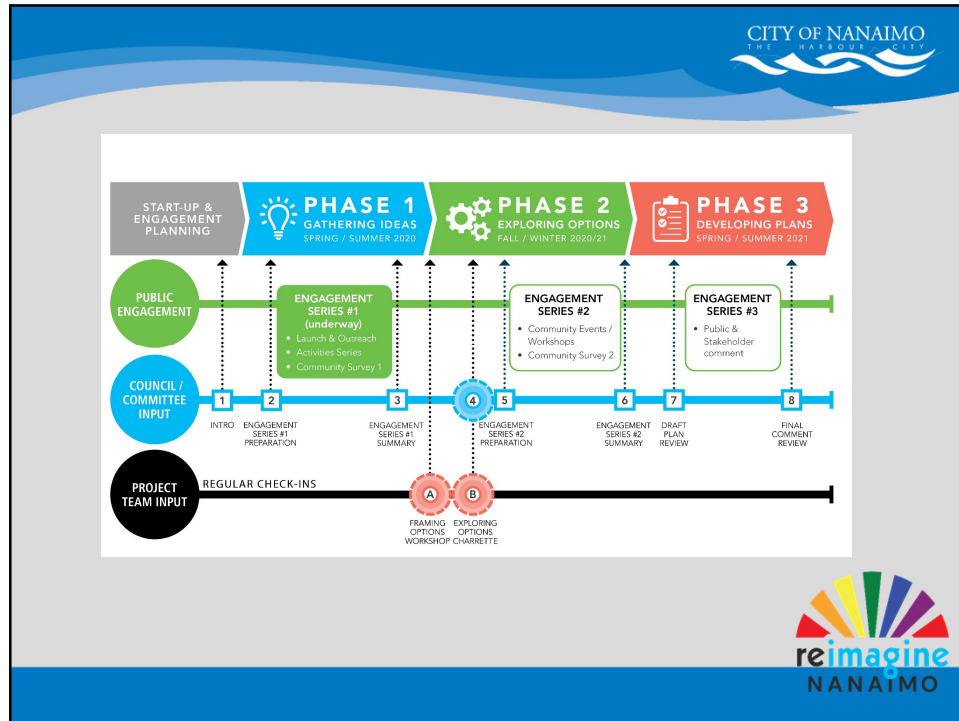 CITY OF NANAIMO
THE HARBOUR CITY
START-UP &
ENGAGEMENT
PLANNING
PHASE 1
GATHERING IDEAS
SPRING / SUMMER 2020
PHASE 2
EXPLORING OPTIONS
FALL / WINTER 2020/21
PHASE 3
DEVELOPING PLANS
SPRING / SUMMER 2021
PUBLIC
ENGAGEMENT
ENGAGEMENT
SERIES #1
(underway)
• Launch & Outreach
• Activities Series
• Community Survey 1
ENGAGEMENT
SERIES #2
• Community Events /
Workshops
• Community Survey 2
ENGAGEMENT
SERIES #3
• Public &
Stakeholder
comment
COUNCIL /
COMMITTEE
INPUT
1
INTRO
2
ENGAGEMENT
SERIES #1
PREPARATION
3
ENGAGEMENT
SERIES #1
SUMMARY
4
5
ENGAGEMENT
SERIES #2
PREPARATION
6
ENGAGEMENT
SERIES #2
SUMMARY
7
DRAFT
PLAN
REVIEW
8
FINAL
COMMENT
REVIEW
PROJECT
TEAM INPUT
REGULAR CHECK-INS
A
FRAMING
OPTIONS
WORKSHOP
B
EXPLORING
OPTIONS
CHARRETTE
reimagine
NANAIMO